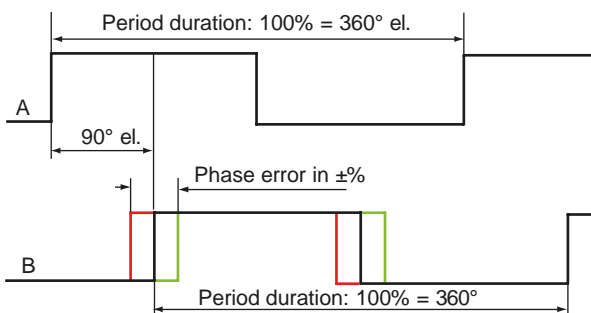 Period duration: 100% = 360° el.
A
90° el.
Phase error in ±%
B
Period duration: 100% = 360°